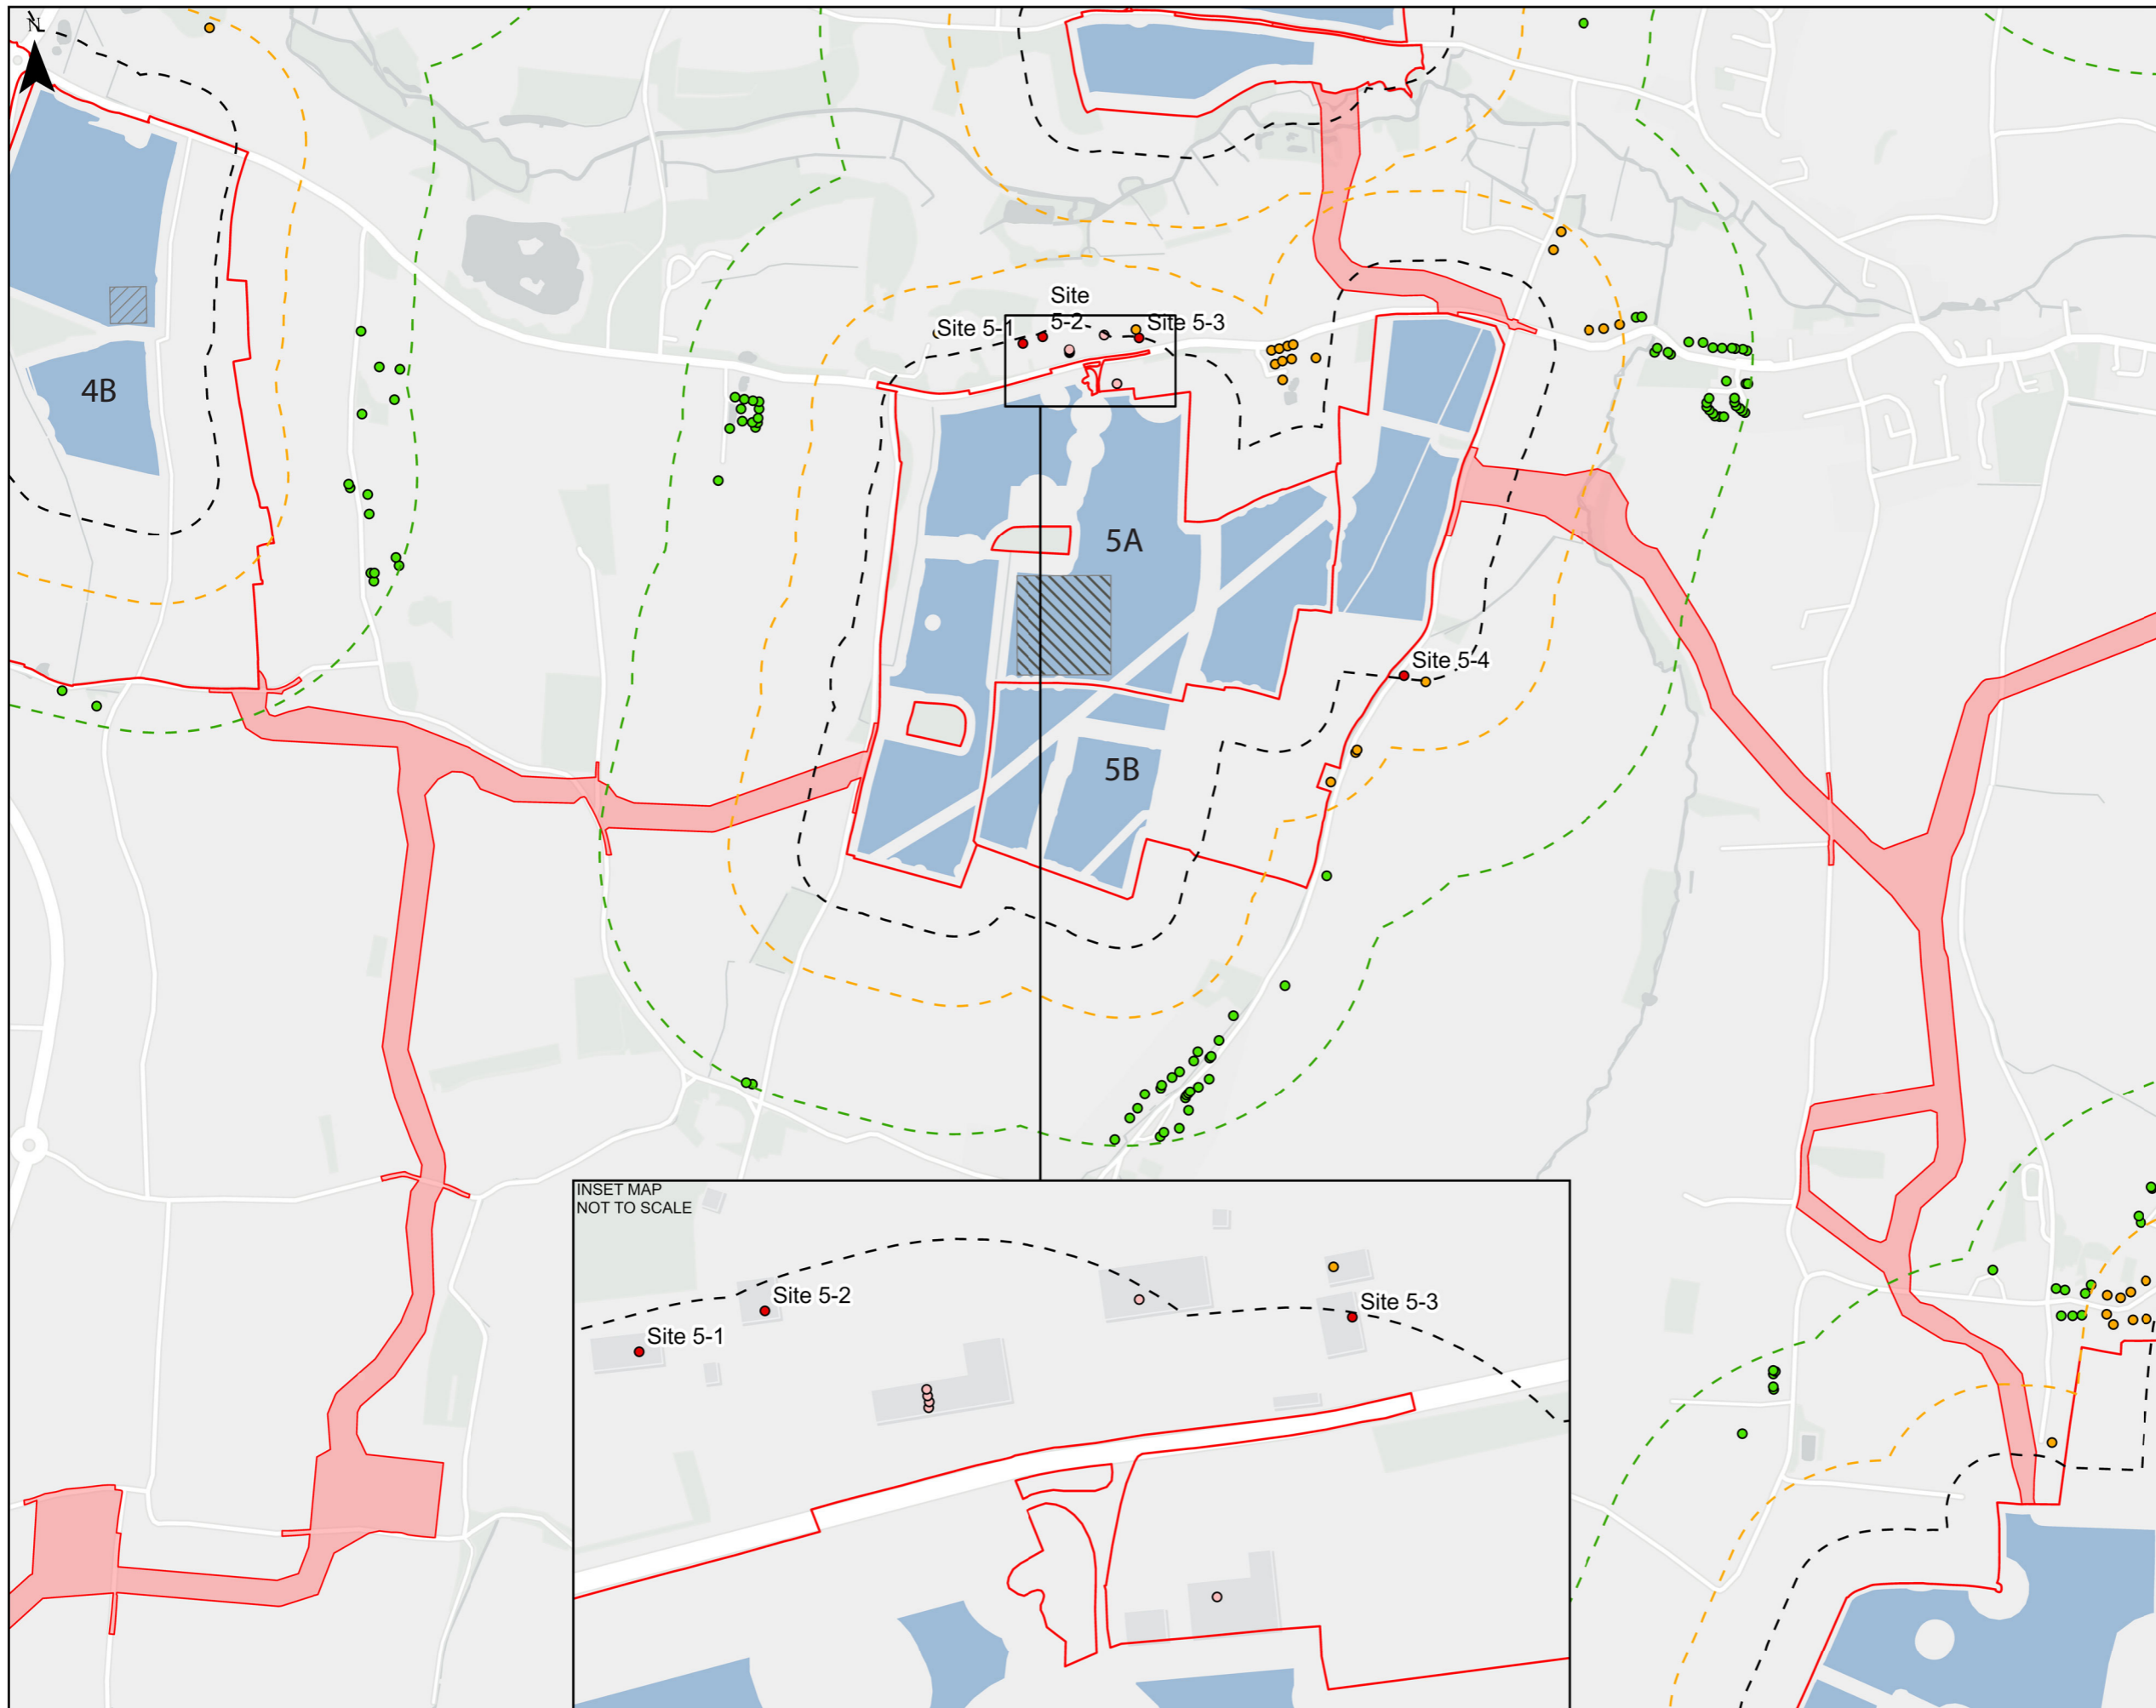 N
Site
Site 5-1
5-2
Site 5-3
4B
5A
Site 5-4
5B
INSET MAP
NOT TO SCALE
Site 5-2
Site 5-3
Site 5-1